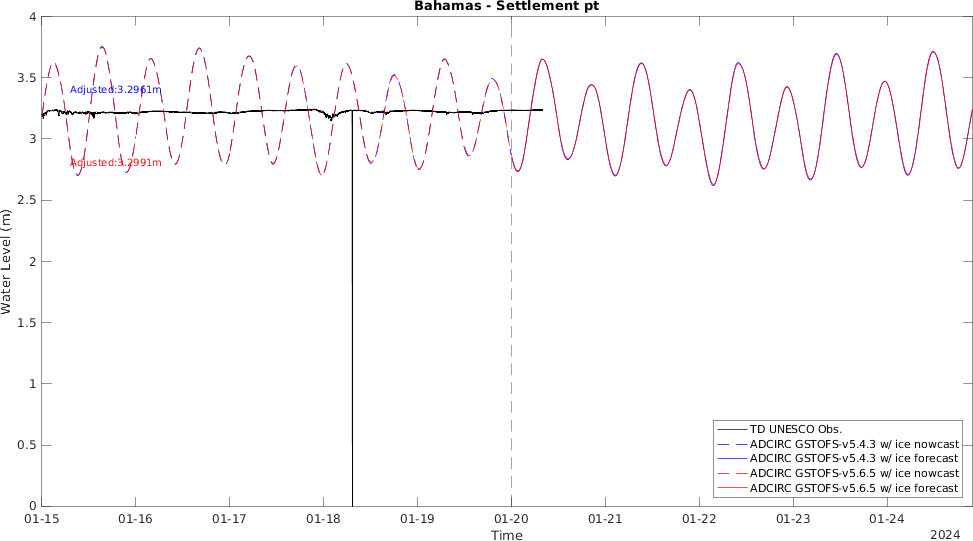 Bahamas - Settlement pt
4
3.5
3
2.5
2
1.5
1
0.5
0
Water Level (m)
Adjusted:3.2961m
Adjusted:3.2991m
TD UNESCO Obs.
ADCIRC GSTOFS-v5.4.3 w/ ice nowcast
ADCIRC GSTOFS-v5.4.3 w/ ice forecast
ADCIRC GSTOFS-v5.6.5 w/ ice nowcast
ADCIRC GSTOFS-v5.6.5 w/ ice forecast
01-15 01-16 01-17 01-18 01-19 01-20 01-21 01-22 01-23 01-24
Time
2024